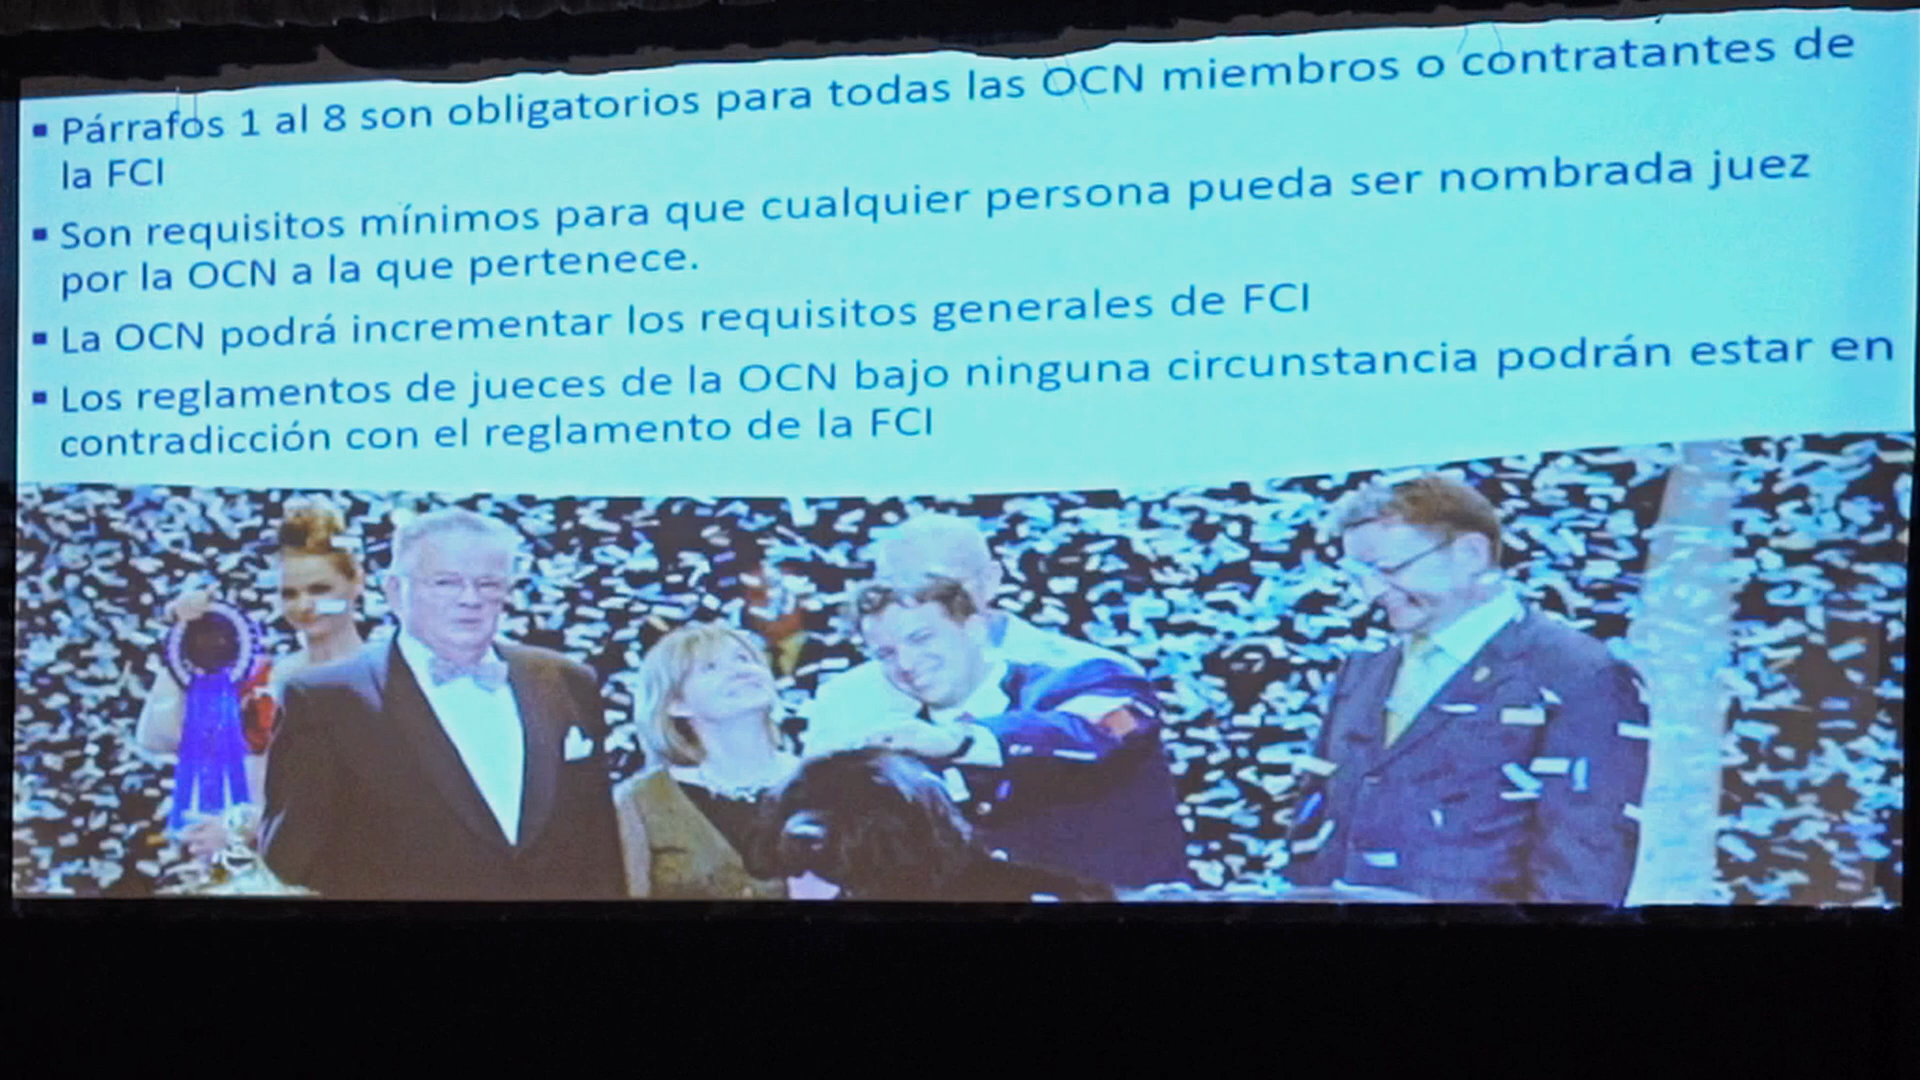 ▪ Párrafos 1 al 8 son obligatorios para todas las OCN miembros o contratantes de
la FCI
▪ Son requisitos mínimos para que cualquier persona pueda ser nombrada juez
por la OCN a la que pertenece.
▪ La OCN podrá incrementar los requisitos generales de FCI
▪ Los reglamentos de jueces de la OCN bajo ninguna circunstancia podrán estar en
contradicción con el reglamento de la FCI